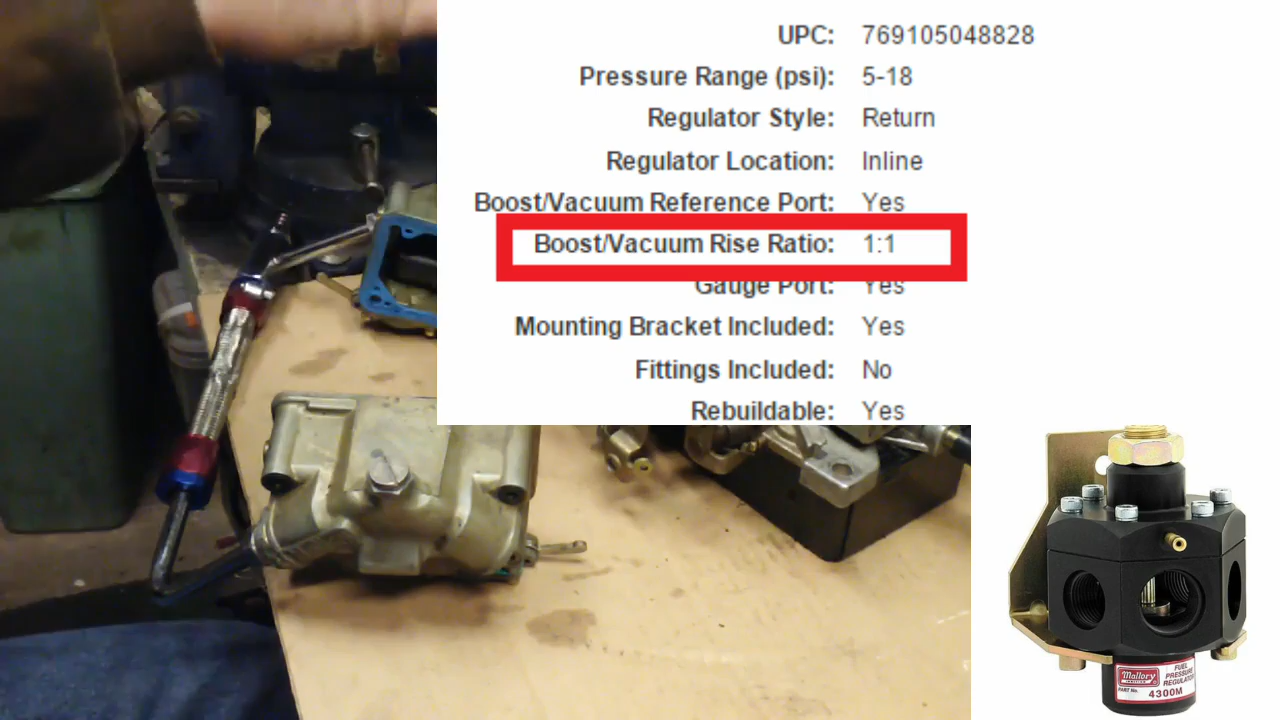 UPC: 769105048828
Pressure Range (psi): 5-18
Regulator Style: Return
Regulator Location: Inline
Boost/Vacuum Reference Port: Yes
Boost/Vacuum Rise Ratio: 1:1
Gauge Port: Yes
Mounting Bracket Included: Yes
Fittings Included: No
Rebuildable: Yes
Mallory
FUEL
PRESSURE
REGULATOR
PART No. 4300M